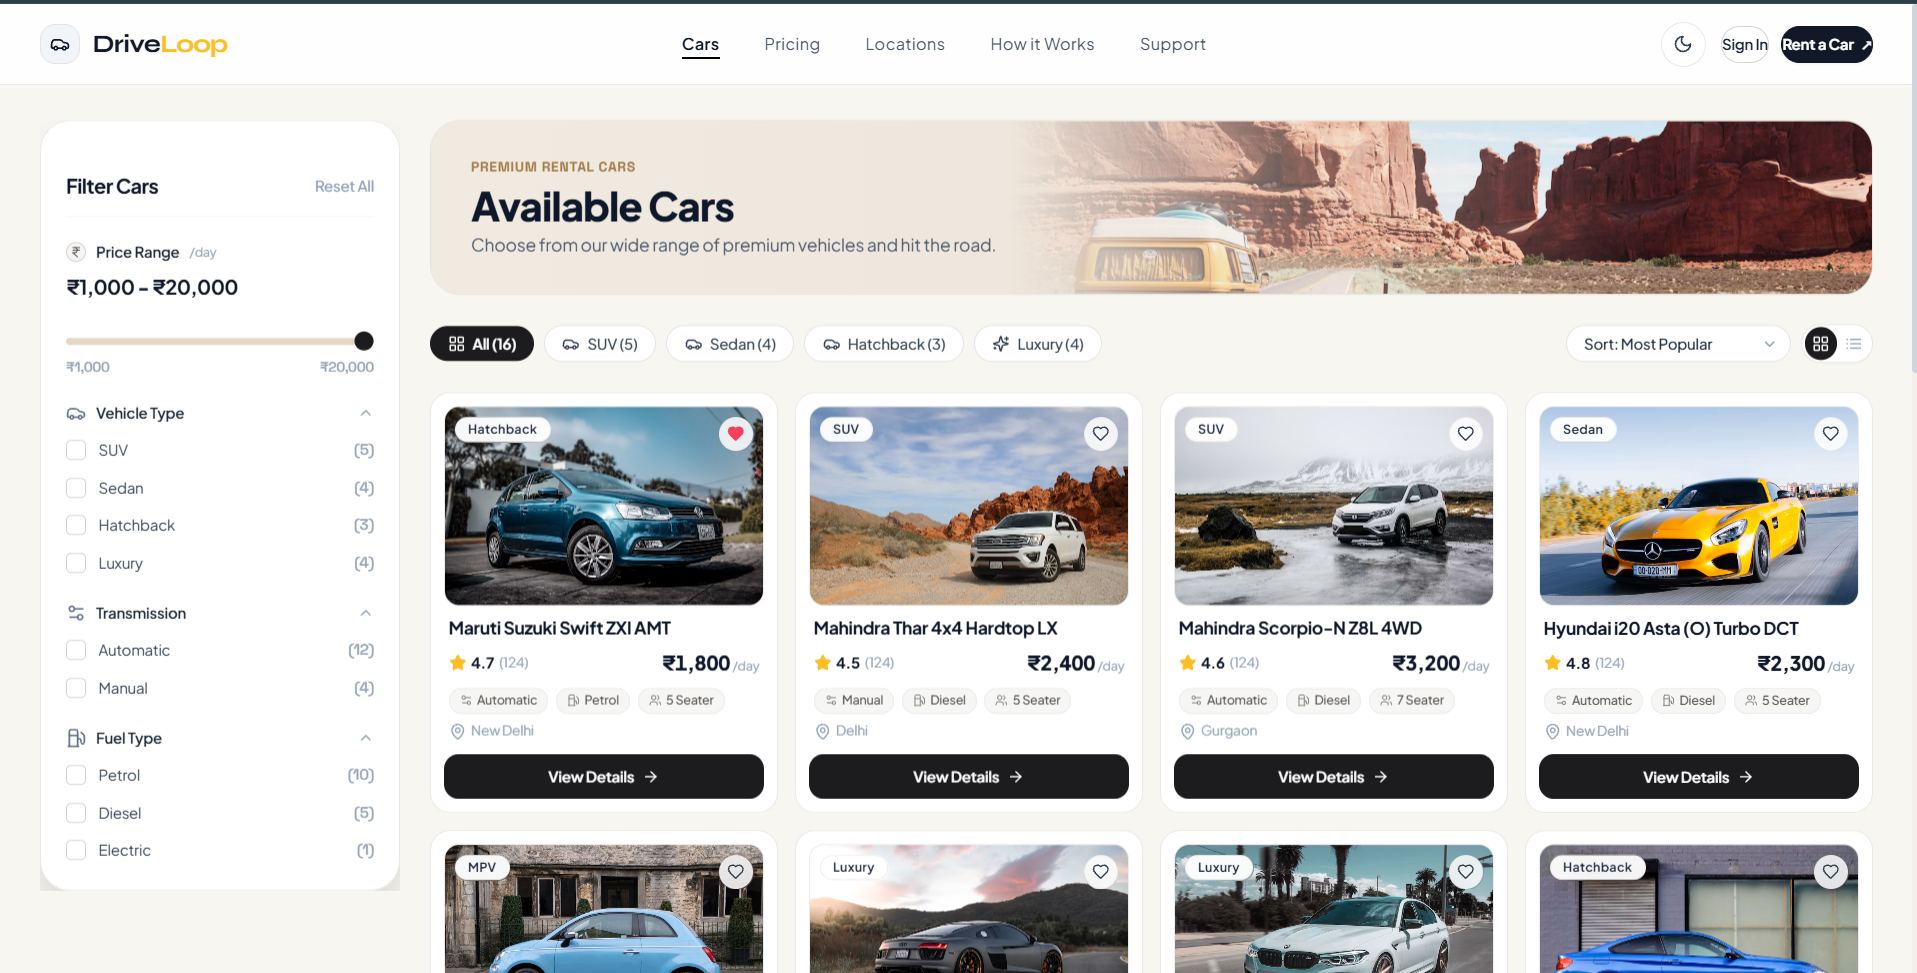 DriveLoop
Cars
Pricing
Locations
How it Works
Support
Sign In
Rent a Car ↗
Filter Cars
Reset All
₹
Price Range /day
₹1,000 – ₹20,000
₹1,000
₹20,000
Vehicle Type
SUV (5)
Sedan (4)
Hatchback (3)
Luxury (4)
Transmission
Automatic (12)
Manual (4)
Fuel Type
Petrol (10)
Diesel (5)
Electric (1)
PREMIUM RENTAL CARS
Available Cars
Choose from our wide range of premium vehicles and hit the road.
All (16)
SUV (5)
Sedan (4)
Hatchback (3)
Luxury (4)
Sort: Most Popular
Hatchback
Maruti Suzuki Swift ZXI AMT
4.7 (124)
₹1,800 /day
Automatic
Petrol
5 Seater
New Delhi
View Details →
SUV
Mahindra Thar 4x4 Hardtop LX
4.5 (124)
₹2,400 /day
Manual
Diesel
5 Seater
Delhi
View Details →
SUV
Mahindra Scorpio-N Z8L 4WD
4.6 (124)
₹3,200 /day
Automatic
Diesel
7 Seater
Gurgaon
View Details →
Sedan
OO-020-MM
Hyundai i20 Asta (O) Turbo DCT
4.8 (124)
₹2,300 /day
Automatic
Diesel
5 Seater
New Delhi
View Details →
MPV
Luxury
Luxury
Hatchback